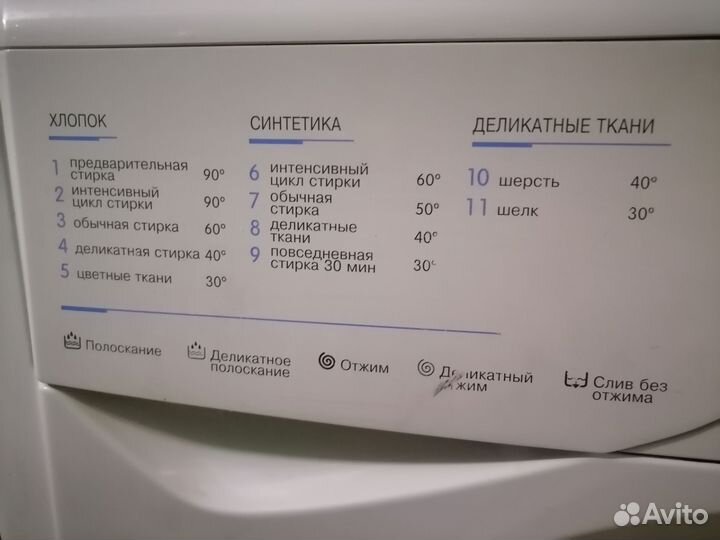 ХЛОПОК
1 предварительная
стирка 90°
2 интенсивный
цикл стирки 90°
3 обычная стирка 60°
4 деликатная стирка 40°
5 цветные ткани 30°
СИНТЕТИКА
6 интенсивный
цикл стирки 60°
7 обычная
стирка 50°
8 деликатные
ткани 40°
9 повседневная
стирка 30 мин 30°
ДЕЛИКАТНЫЕ ТКАНИ
10 шерсть 40°
11 шелк 30°
Полоскание
Деликатное
полоскание
Отжим
Деликатный
отжим
Слив без
отжима
Avito